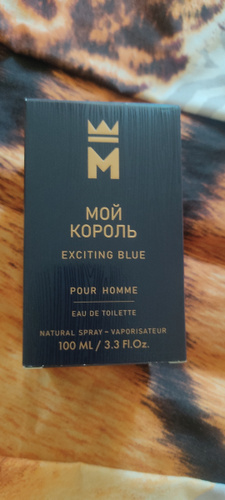 М
МОЙ
КОРОЛЬ
EXCITING BLUE
POUR HOMME
EAU DE TOILETTE
NATURAL SPRAY – VAPORISATEUR
100 ML / 3.3 Fl.Oz.